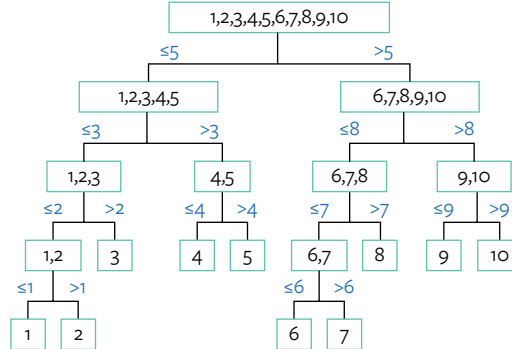 1,2,3,4,5,6,7,8,9,10
≤5 >5
1,2,3,4,5 6,7,8,9,10
≤3 >3 ≤8 >8
1,2,3 4,5 6,7,8 9,10
≤2 >2 ≤4 >4 ≤7 >7 ≤9 >9
1,2 3 4 5 6,7 8 9 10
≤1 >1 ≤6 >6
1 2 6 7